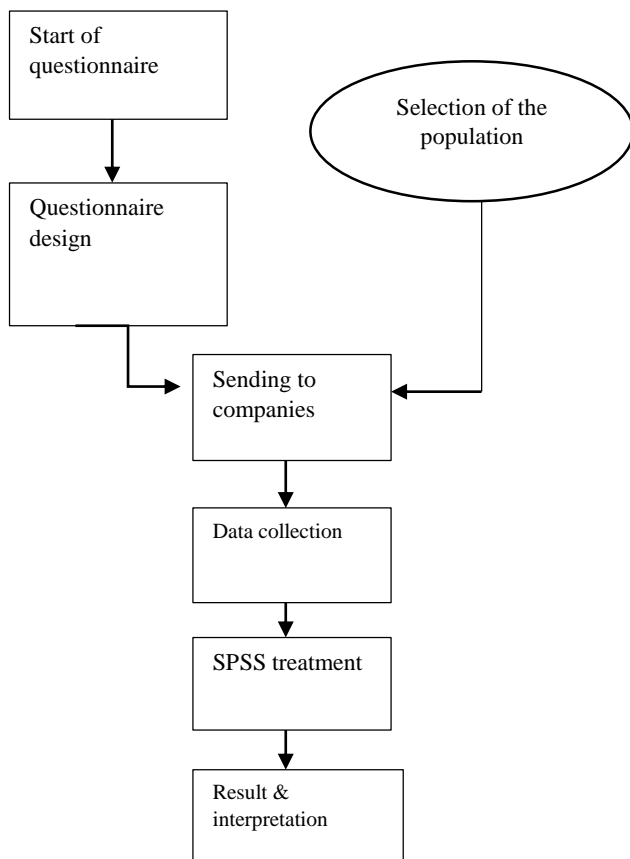 Start of
questionnaire
Selection of the
population
Questionnaire
design
Sending to
companies
Data collection
SPSS treatment
Result &
interpretation